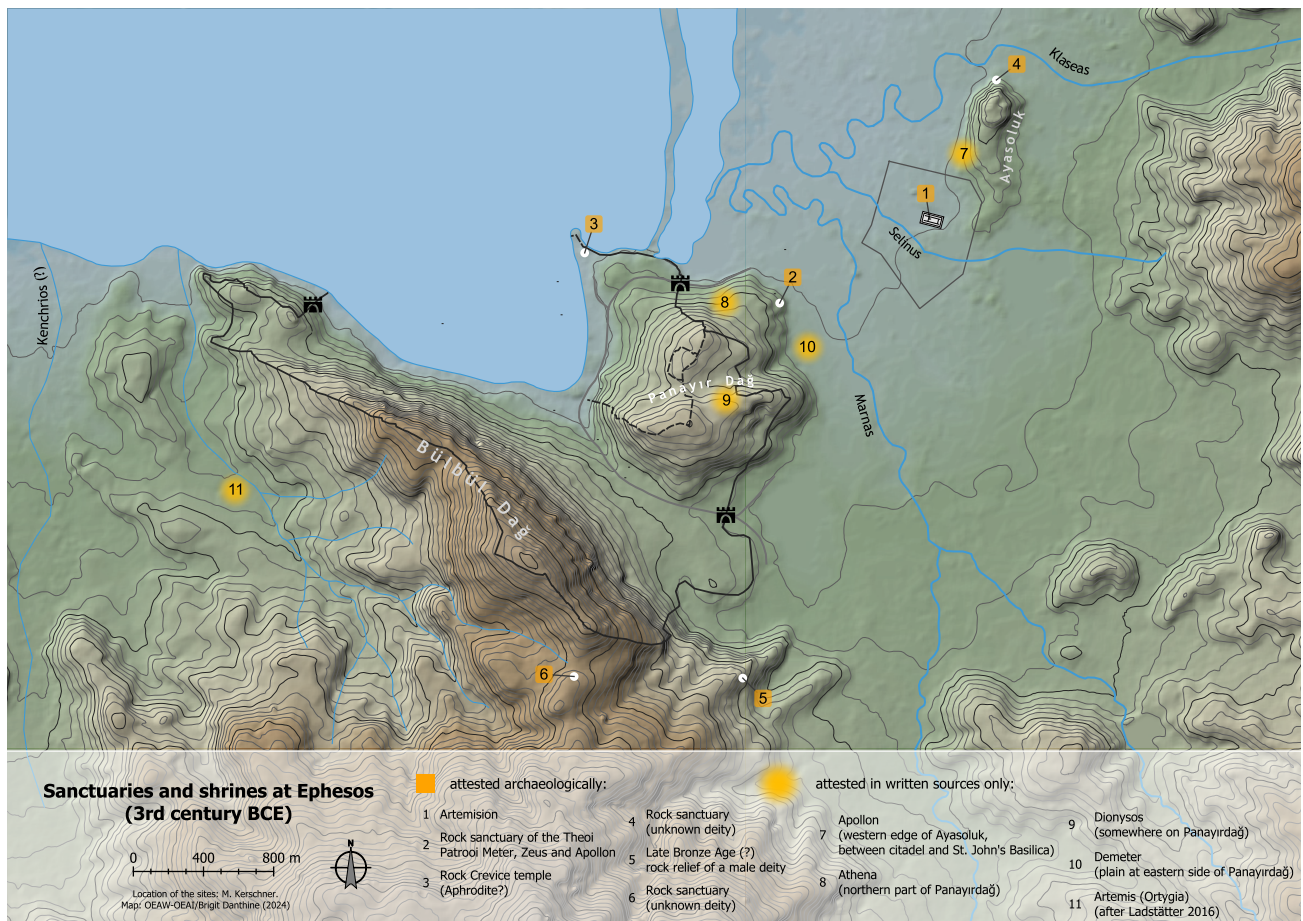 Klaseas
4
Ayasoluk
7
1
Selinus
3
2
Kenchrios (?)
8
10
Panayır Dağ
9
Marnas
Bülbül Dağ
11
6
5
Sanctuaries and shrines at Ephesos
(3rd century BCE)
0 400 800 m
N
Location of the sites: M. Kerschner.
Map: OEAW-OEAI/Brigit Danthine (2024)
attested archaeologically:
1 Artemision
2 Rock sanctuary of the Theoi
Patrooi Meter, Zeus and Apollon
3 Rock Crevice temple
(Aphrodite?)
4 Rock sanctuary
(unknown deity)
5 Late Bronze Age (?)
rock relief of a male deity
6 Rock sanctuary
(unknown deity)
attested in written sources only:
7 Apollon
(western edge of Ayasoluk,
between citadel and St. John's Basilica)
8 Athena
(northern part of Panayırdağ)
9 Dionysos
(somewhere on Panayırdağ)
10 Demeter
(plain at eastern side of Panayırdağ)
11 Artemis (Ortygia)
(after Ladstätter 2016)